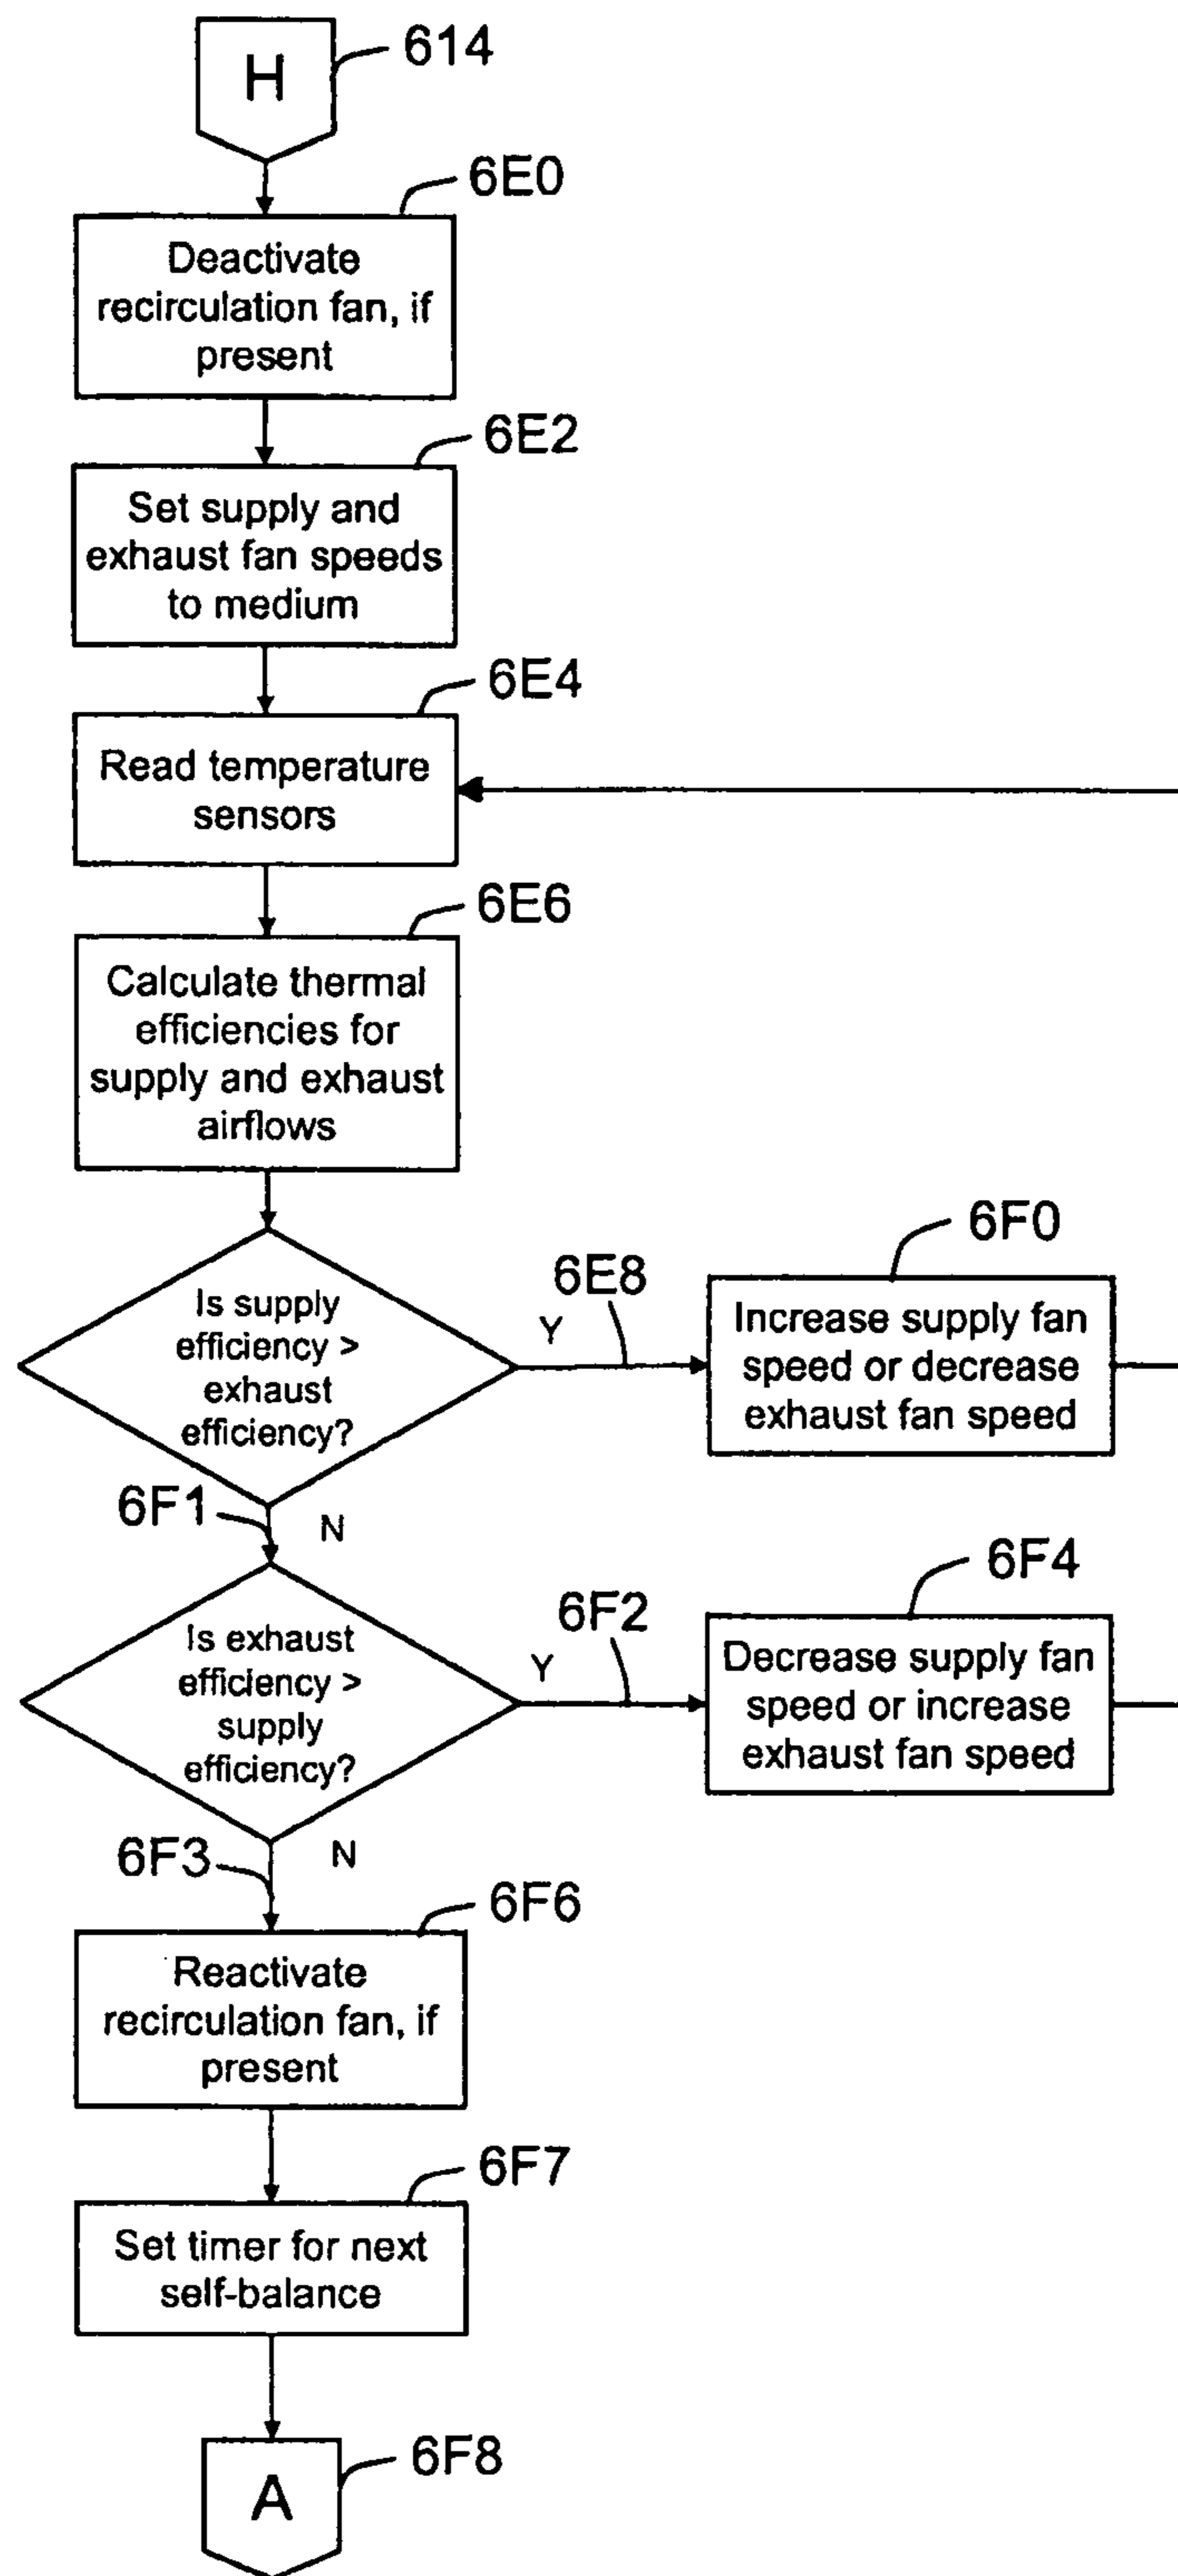 H
614
6E0
Deactivate
recirculation fan, if
present
6E2
Set supply and
exhaust fan speeds
to medium
6E4
Read temperature
sensors
6E6
Calculate thermal
efficiencies for
supply and exhaust
airflows
Is supply
efficiency >
exhaust
efficiency?
Y
6E8
6F0
Increase supply fan
speed or decrease
exhaust fan speed
6F1
N
Is exhaust
efficiency >
supply
efficiency?
Y
6F2
6F4
Decrease supply fan
speed or increase
exhaust fan speed
6F3
N
6F6
Reactivate
recirculation fan, if
present
6F7
Set timer for next
self-balance
A
6F8